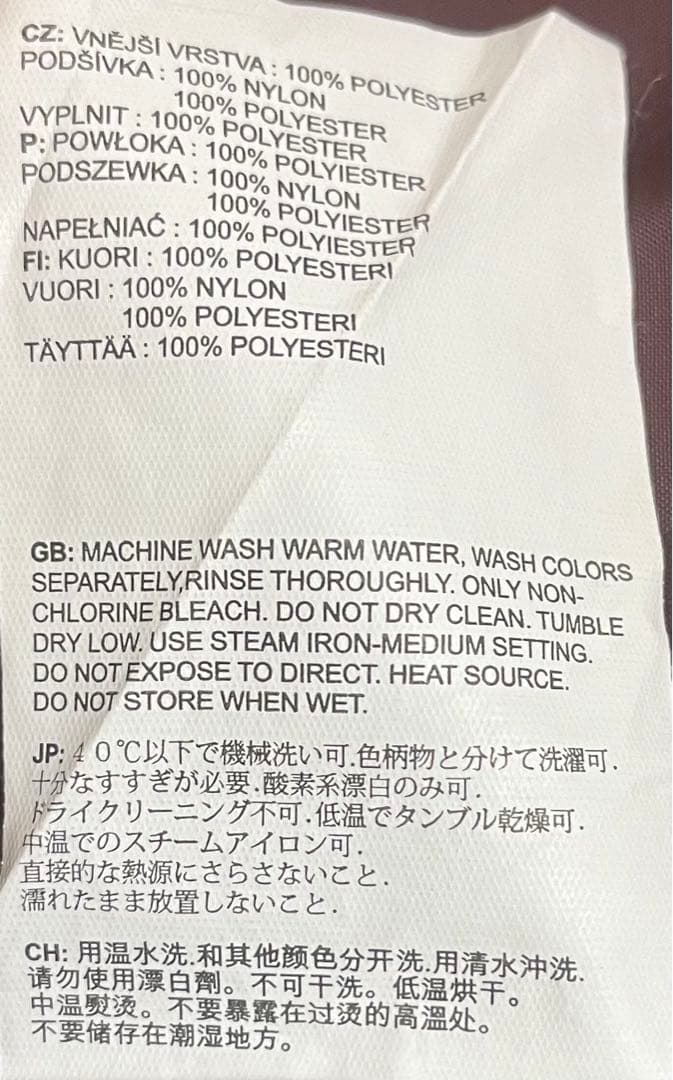 CZ: VNĚJŠÍ VRSTVA : 100% POLYESTER
PODŠÍVKA : 100% NYLON
100% POLYESTER
VYPLNIT : 100% POLYESTER
P: POWŁOKA : 100% POLYIESTER
PODSZEWKA : 100% NYLON
100% POLYIESTER
NAPEŁNIAĆ : 100% POLYIESTER
FI: KUORI : 100% POLYESTERI
VUORI : 100% NYLON
100% POLYESTERI
TÄYTTÄÄ : 100% POLYESTERI
GB: MACHINE WASH WARM WATER, WASH COLORS
SEPARATELY,RINSE THOROUGHLY. ONLY NON-
CHLORINE BLEACH. DO NOT DRY CLEAN. TUMBLE
DRY LOW. USE STEAM IRON-MEDIUM SETTING.
DO NOT EXPOSE TO DIRECT. HEAT SOURCE.
DO NOT STORE WHEN WET.
JP: 40℃以下で機械洗い可.色柄物と分けて洗濯可.
十分なすすぎが必要.酸素系漂白のみ可.
ドライクリーニング不可.低温でタンブル乾燥可.
中温でのスチームアイロン可.
直接的な熱源にさらさないこと.
濡れたまま放置しないこと.
CH: 用温水洗.和其他颜色分开洗.用清水沖洗.
请勿使用漂白劑。不可干洗。低温烘干。
中温熨烫。不要暴露在过烫的高溫处。
不要储存在潮湿地方。